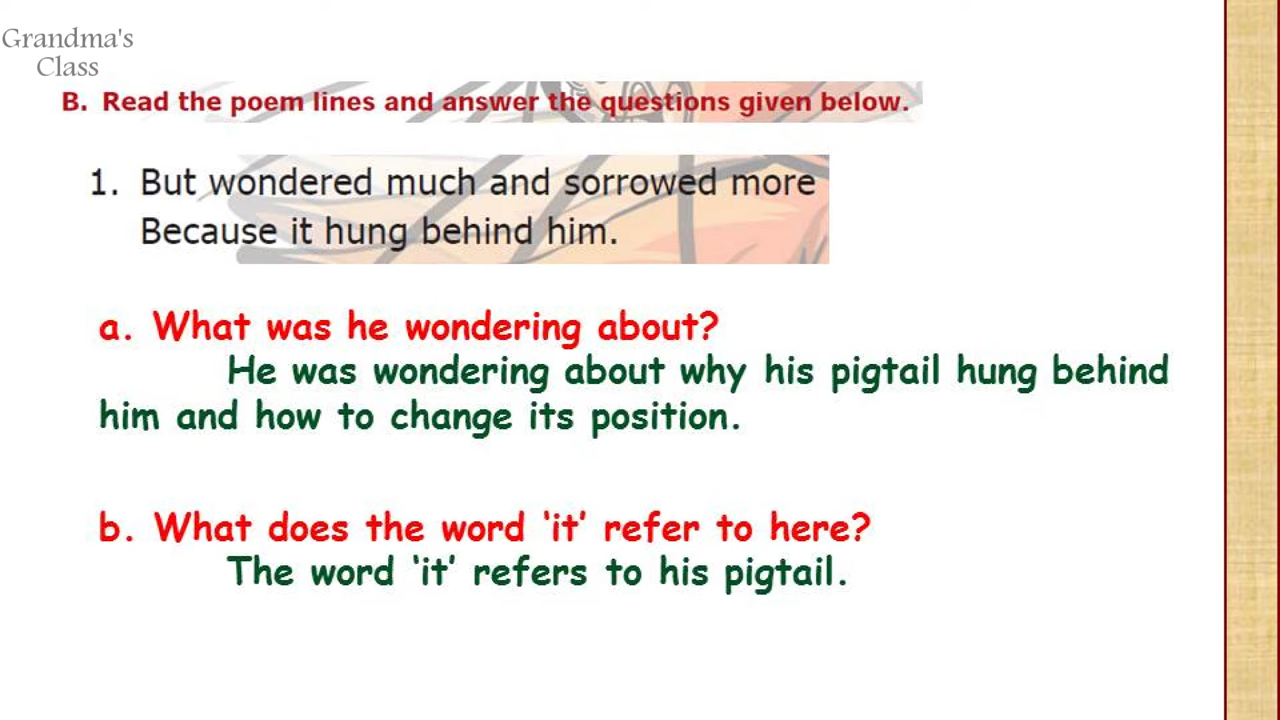 Grandma's
Class
B. Read the poem lines and answer the questions given below.
1. But wondered much and sorrowed more
Because it hung behind him.
a. What was he wondering about?
He was wondering about why his pigtail hung behind
him and how to change its position.
b. What does the word ‘it’ refer to here?
The word ‘it’ refers to his pigtail.